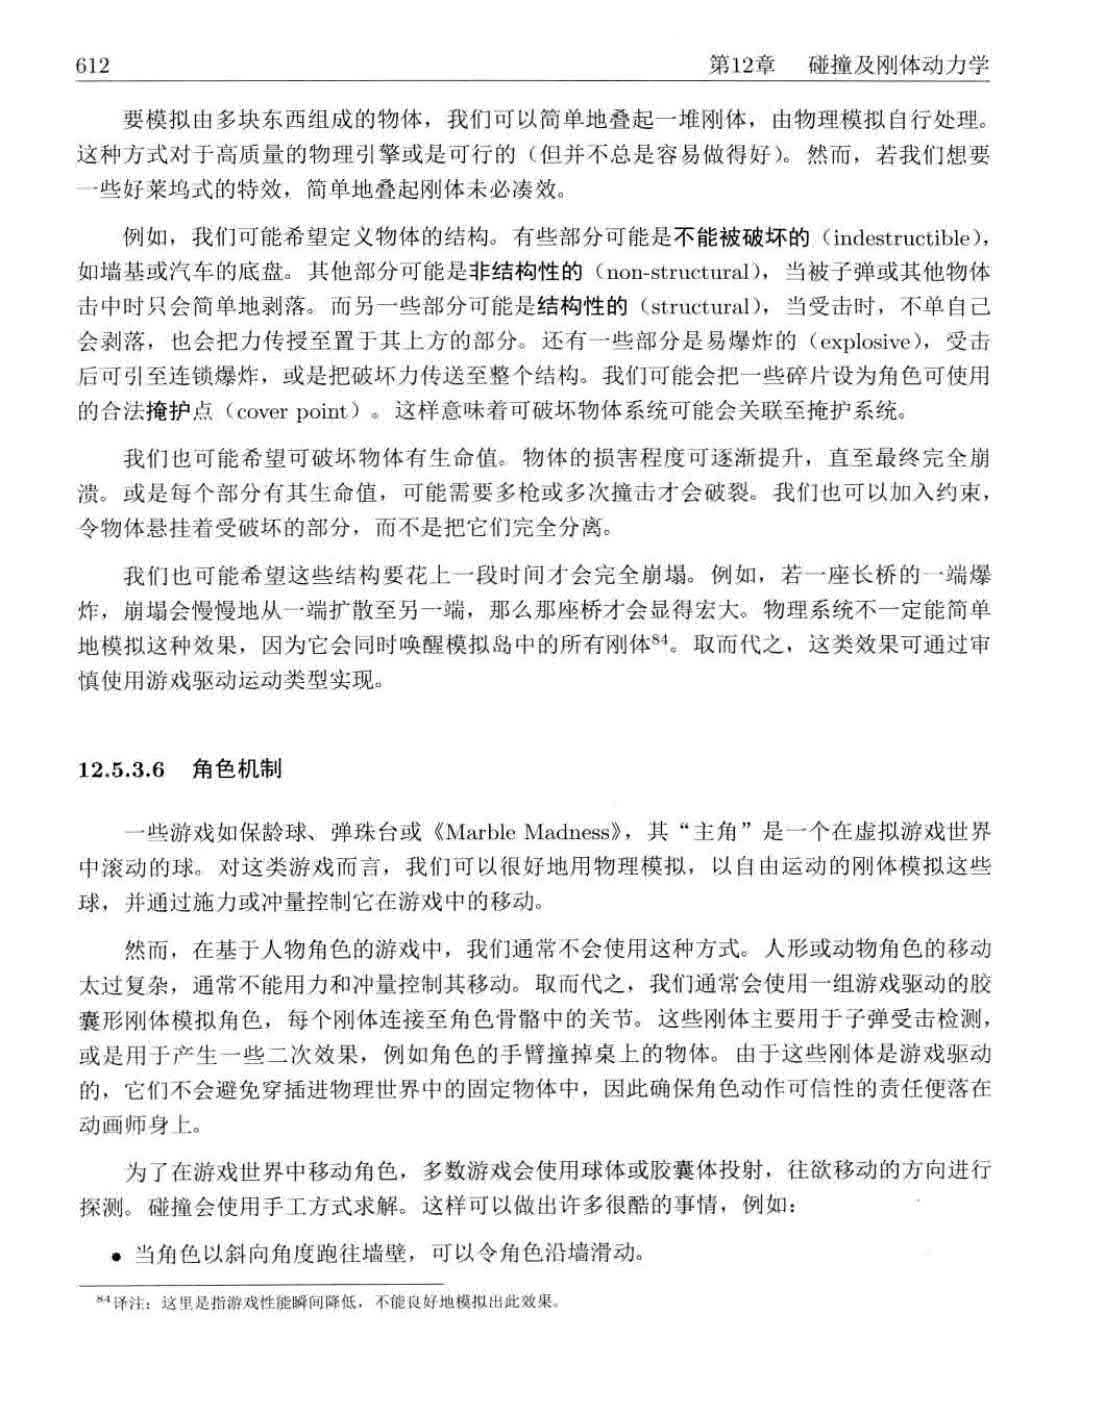 612 第12章 碰撞及刚体动力学
要模拟由多块东西组成的物体，我们可以简单地叠起一堆刚体，由物理模拟自行处理。
这种方式对于高质量的物理引擎或是可行的（但并不总是容易做得好）。然而，若我们想要
一些好莱坞式的特效，简单地叠起刚体未必凑效。
例如，我们可能希望定义物体的结构。有些部分可能是不能被破坏的（indestructible），
如墙基或汽车的底盘。其他部分可能是非结构性的（non-structural），当被子弹或其他物体
击中时只会简单地剥落。而另一些部分可能是结构性的（structural），当受击时，不单自己
会剥落，也会把力传授至置于其上方的部分。还有一些部分是易爆炸的（explosive），受击
后可引至连锁爆炸，或是把破坏力传送至整个结构。我们可能会把一些碎片设为角色可使用
的合法掩护点（cover point）。这样意味着可破坏物体系统可能会关联至掩护系统。
我们也可能希望可破坏物体有生命值。物体的损害程度可逐渐提升，直至最终完全崩
溃。或是每个部分有其生命值，可能需要多枪或多次撞击才会破裂。我们也可以加入约束，
令物体悬挂着受破坏的部分，而不是把它们完全分离。
我们也可能希望这些结构要花上一段时间才会完全崩塌。例如，若一座长桥的一端爆
炸，崩塌会慢慢地从一端扩散至另一端，那么那座桥才会显得宏大。物理系统不一定能简单
地模拟这种效果，因为它会同时唤醒模拟岛中的所有刚体84。取而代之，这类效果可通过审
慎使用游戏驱动运动类型实现。
12.5.3.6 角色机制
一些游戏如保龄球、弹珠台或《Marble Madness》，其“主角”是一个在虚拟游戏世界
中滚动的球。对这类游戏而言，我们可以很好地用物理模拟，以自由运动的刚体模拟这些
球，并通过施力或冲量控制它在游戏中的移动。
然而，在基于人物角色的游戏中，我们通常不会使用这种方式。人形或动物角色的移动
太过复杂，通常不能用力和冲量控制其移动。取而代之，我们通常会使用一组游戏驱动的胶
囊形刚体模拟角色，每个刚体连接至角色骨骼中的关节。这些刚体主要用于子弹受击检测，
或是用于产生一些二次效果，例如角色的手臂撞掉桌上的物体。由于这些刚体是游戏驱动
的，它们不会避免穿插进物理世界中的固定物体中，因此确保角色动作可信性的责任便落在
动画师身上。
为了在游戏世界中移动角色，多数游戏会使用球体或胶囊体投射，往欲移动的方向进行
探测。碰撞会使用手工方式求解。这样可以做出许多很酷的事情，例如：
● 当角色以斜向角度跑往墙壁，可以令角色沿墙滑动。
84译注：这里是指游戏性能瞬间降低，不能良好地模拟出此效果。